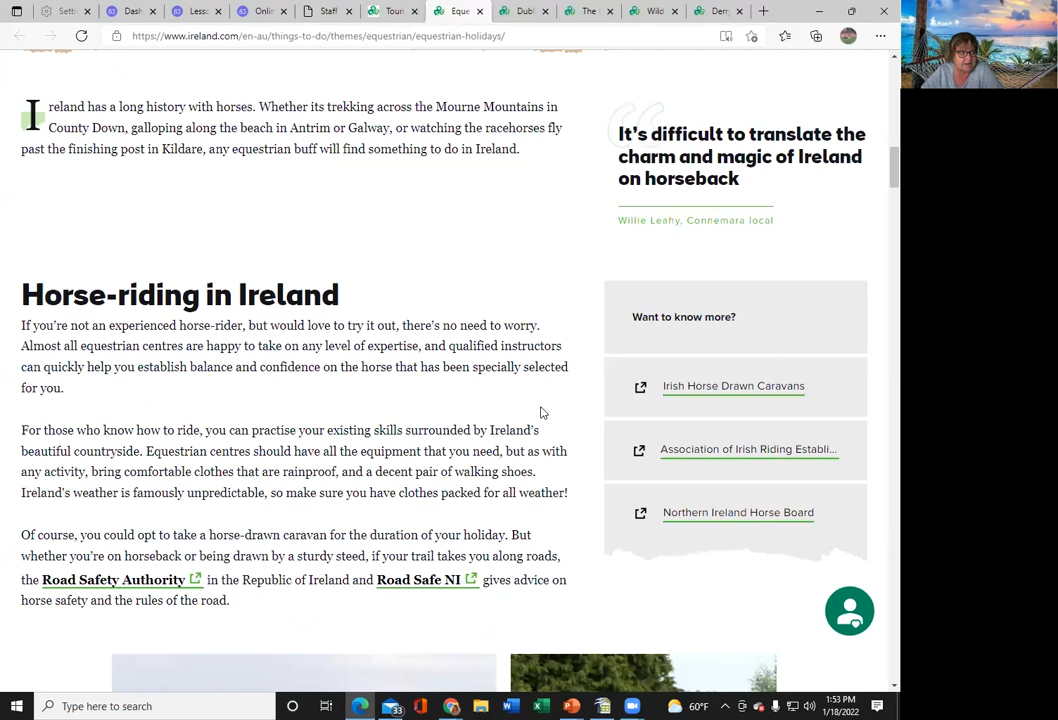 Setti
Dash
Lesso
Onlin
Staff
Touri
Eque
Dubl
The (
Wild
Derr
https://www.ireland.com/en-au/things-to-do/themes/equestrian/equestrian-holidays/
Ireland has a long history with horses. Whether its trekking across the Mourne Mountains in
County Down, galloping along the beach in Antrim or Galway, or watching the racehorses fly
past the finishing post in Kildare, any equestrian buff will find something to do in Ireland.
It's difficult to translate the
charm and magic of Ireland
on horseback
Willie Leahy, Connemara local
Horse-riding in Ireland
If you're not an experienced horse-rider, but would love to try it out, there's no need to worry.
Almost all equestrian centres are happy to take on any level of expertise, and qualified instructors
can quickly help you establish balance and confidence on the horse that has been specially selected
for you.
For those who know how to ride, you can practise your existing skills surrounded by Ireland's
beautiful countryside. Equestrian centres should have all the equipment that you need, but as with
any activity, bring comfortable clothes that are rainproof, and a decent pair of walking shoes.
Ireland's weather is famously unpredictable, so make sure you have clothes packed for all weather!
Of course, you could opt to take a horse-drawn caravan for the duration of your holiday. But
whether you're on horseback or being drawn by a sturdy steed, if your trail takes you along roads,
the Road Safety Authority in the Republic of Ireland and Road Safe NI gives advice on
horse safety and the rules of the road.
Want to know more?
Irish Horse Drawn Caravans
Association of Irish Riding Establi...
Northern Ireland Horse Board
Type here to search
33
60°F
1:53 PM
1/18/2022